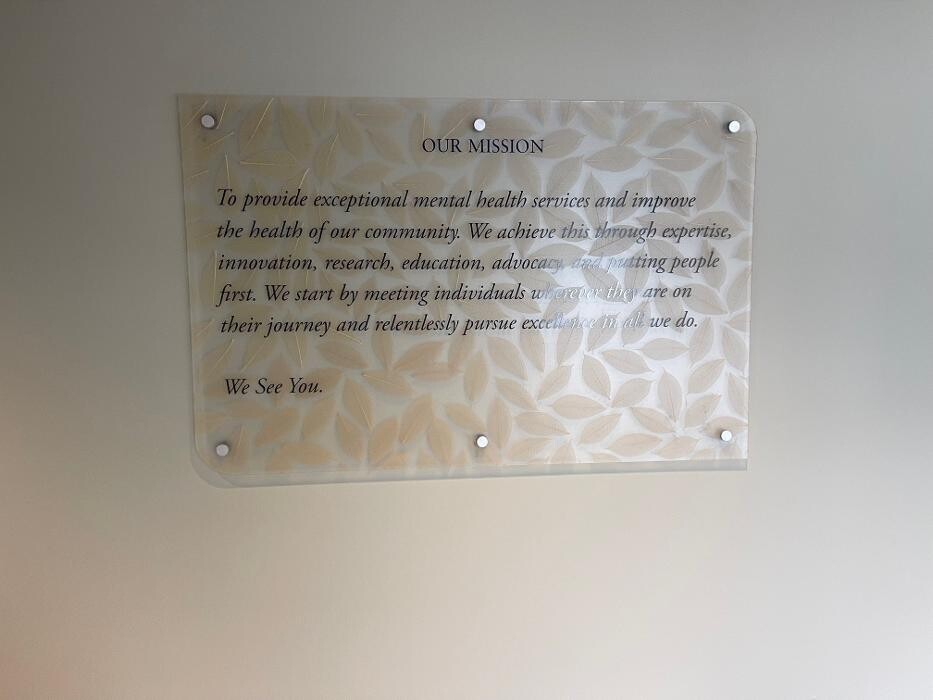 OUR MISSION
To provide exceptional mental health services and improve
the health of our community. We achieve this through expertise,
innovation, research, education, advocacy, and putting people
first. We start by meeting individuals wherever they are on
their journey and relentlessly pursue excellence in all we do.
We See You.